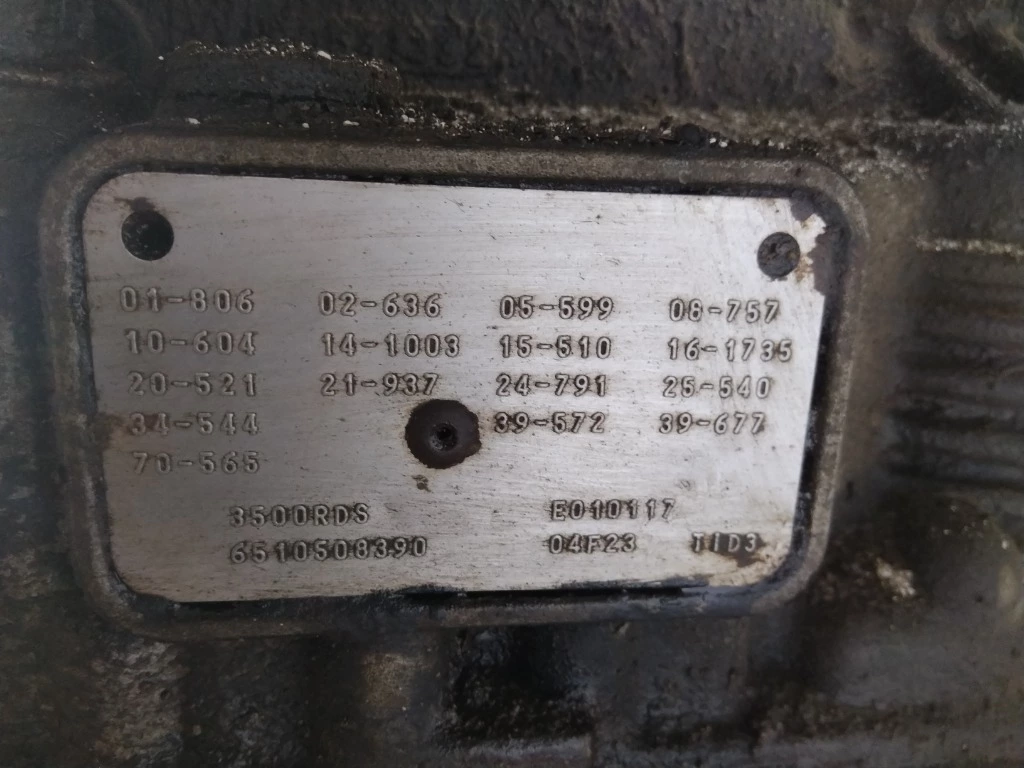 01-806 02-636 05-599 08-757
10-604 14-1003 15-510 16-1735
20-521 21-937 24-791 25-540
34-544 39-572 39-677
70-565
3500RDS E010117
6510508390 04F23 TID3